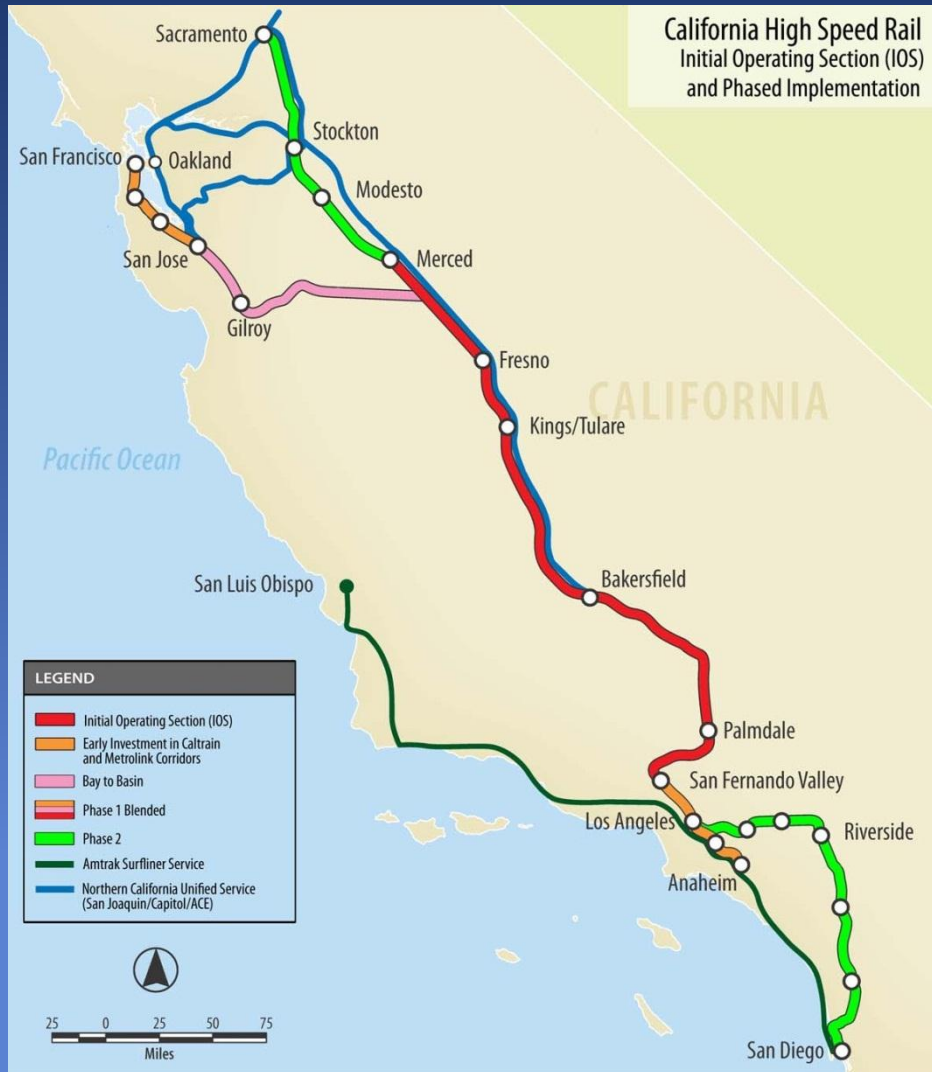 California High Speed Rail
Initial Operating Section (IOS)
and Phased Implementation
Sacramento
Stockton
San Francisco
Oakland
Modesto
San Jose
Merced
Gilroy
Fresno
CALIFORNIA
Kings/Tulare
Pacific Ocean
San Luis Obispo
Bakersfield
Palmdale
San Fernando Valley
Los Angeles
Riverside
Anaheim
San Diego
LEGEND
Initial Operating Section (IOS)
Early Investment in Caltrain
and Metrolink Corridors
Bay to Basin
Phase 1 Blended
Phase 2
Amtrak Surfliner Service
Northern California Unified Service
(San Joaquin/Capitol/ACE)
25 0 25 50 75
Miles